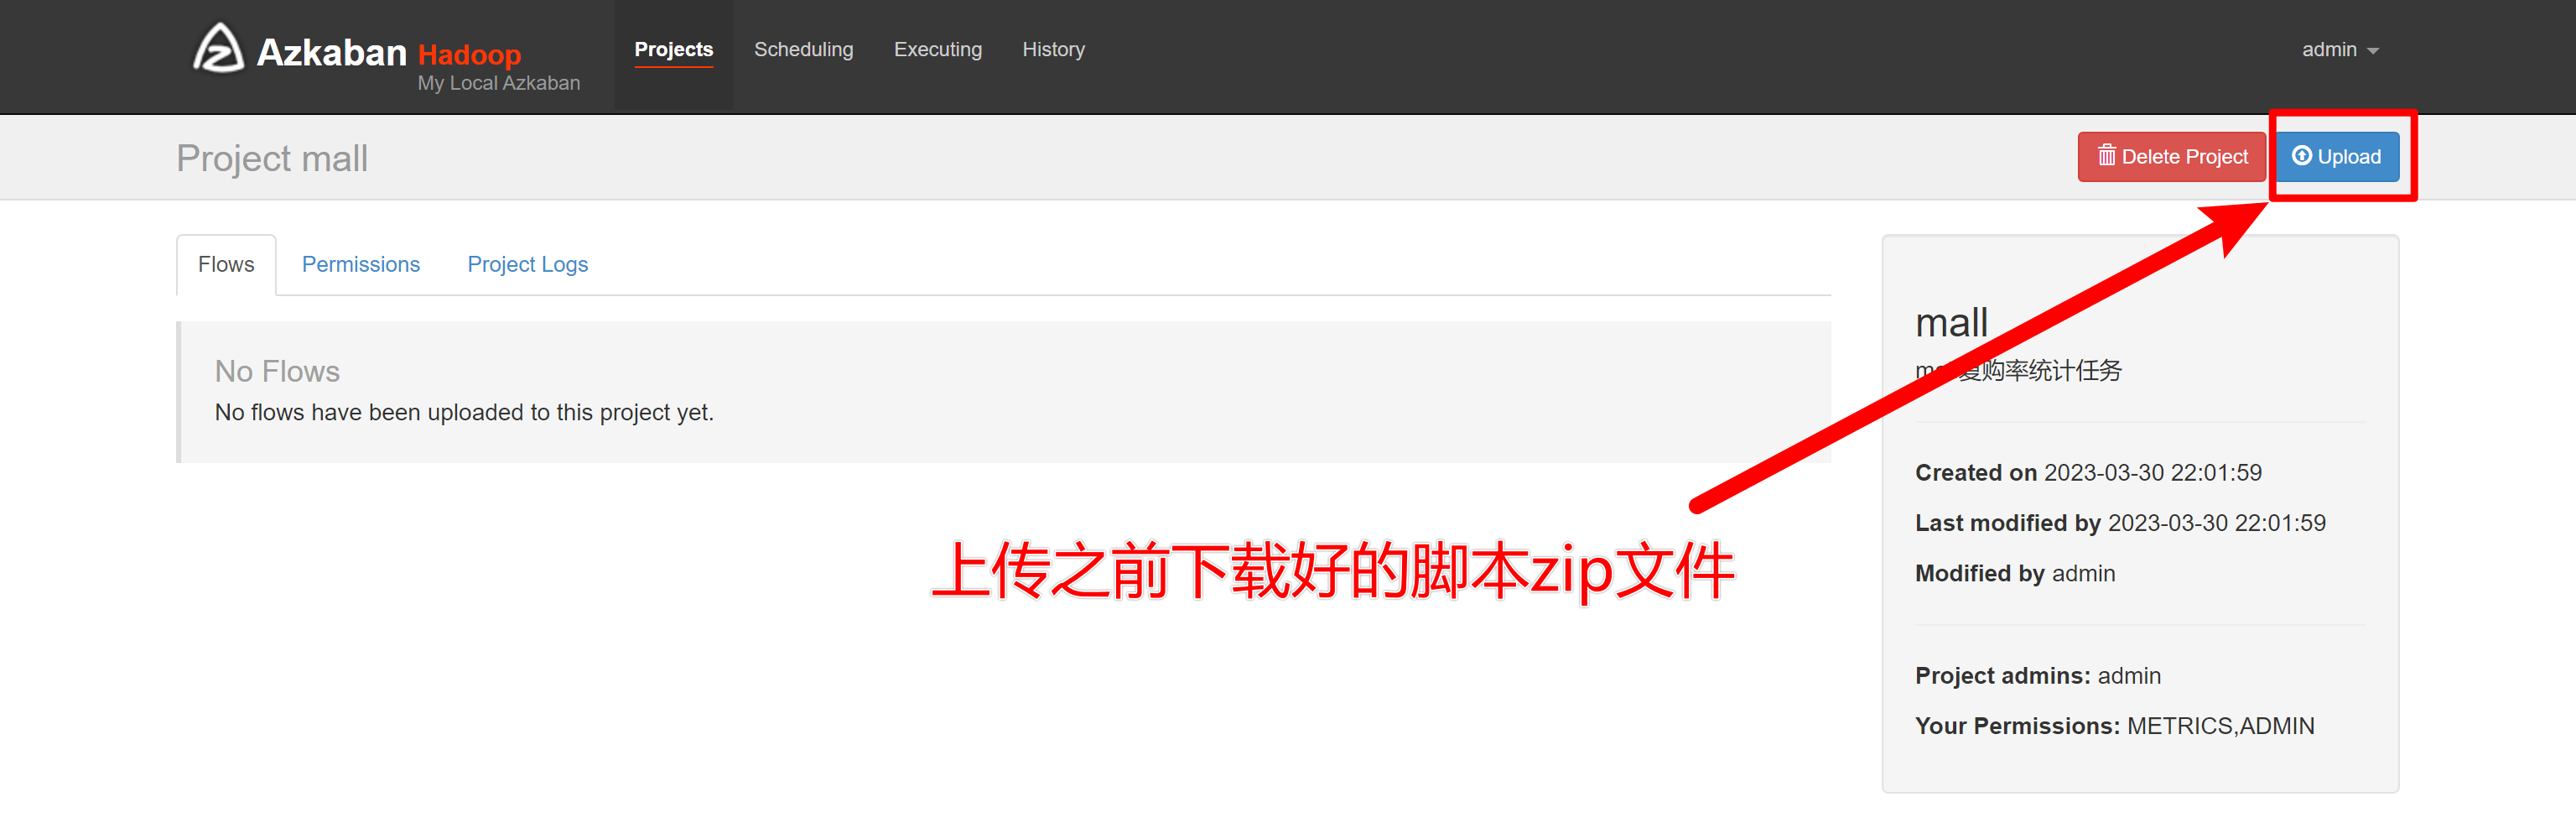 Azkaban Hadoop
My Local Azkaban
Projects Scheduling Executing History
admin
Project mall
Delete Project Upload
Flows Permissions Project Logs
No Flows
No flows have been uploaded to this project yet.
mall
复购率统计任务
Created on 2023-03-30 22:01:59
Last modified by 2023-03-30 22:01:59
Modified by admin
Project admins: admin
Your Permissions: METRICS,ADMIN
上传之前下载好的脚本zip文件